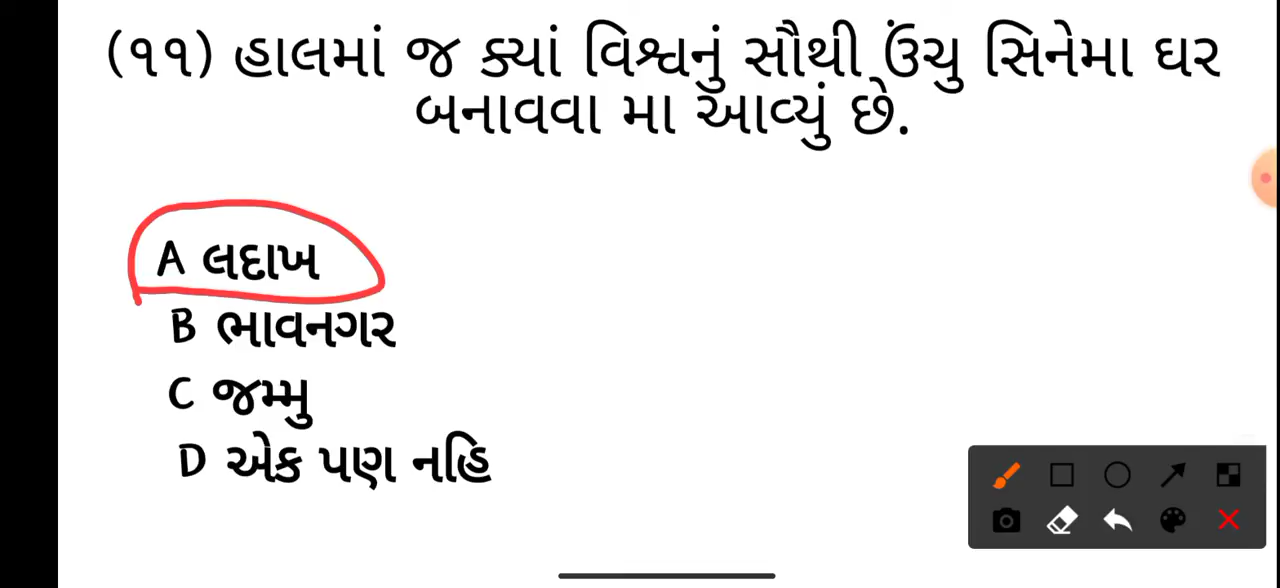 (૧૧) હાલમાં જ ક્યાં વિશ્વનું સૌથી ઉંચુ સિનેમા ઘર
બનાવવા મા આવ્યું છે.
A લદાખ
B ભાવનગર
C જમ્મુ
D એક પણ નહિ